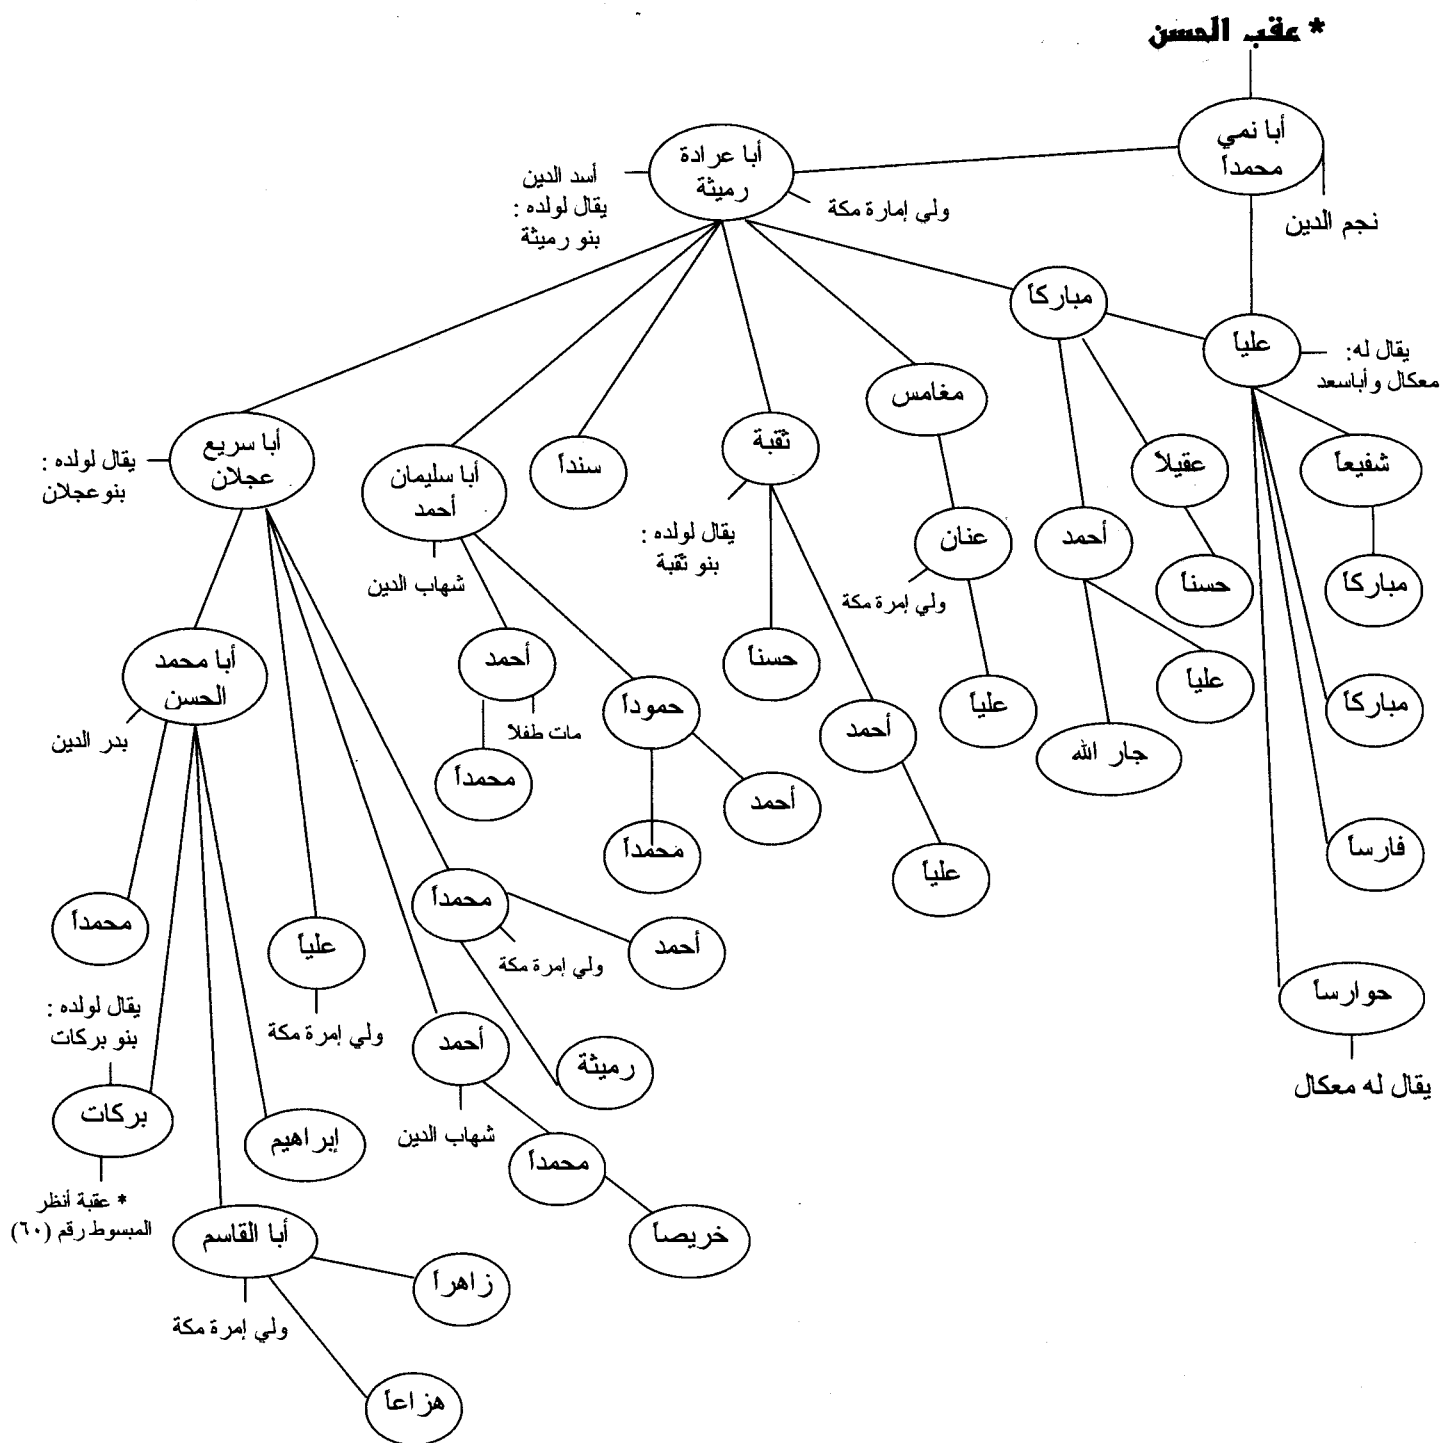 * عقب الحسن
أبا نمي
محمداً
نجم الدين
أبا عرادة
رميثة
أسد الدين
يقال لولده :
بنو رميثة
ولي إمارة مكة
مباركاً
علياً
يقال له:
معكال وأباسعد
مغامس
ثقبة
يقال لولده :
بنو ثقبة
سنداً
أبا سليمان
أحمد
شهاب الدين
أبا سريع
عجلان
يقال لولده :
بنو عجلان
شفيعاً
عقيلاً
أحمد
عنان
ولي إمرة مكة
مباركاً
حسناً
علياً
علياً
جار الله
حسناً
أحمد
علياً
أحمد
مات طفلا
محمداً
حموداً
أحمد
محمداً
أبا محمد
الحسن
بدر الدين
مباركاً
فارساً
حوارساً
يقال له معكال
محمداً
ولي إمرة مكة
أحمد
رميثة
علياً
ولي إمرة مكة
أحمد
شهاب الدين
محمداً
خريصاً
محمداً
يقال لولده :
بنو بركات
بركات
* عقبة أنظر
المبسوط رقم (٦٠)
إبراهيم
أبا القاسم
ولي إمرة مكة
زاهراً
هزاعاً